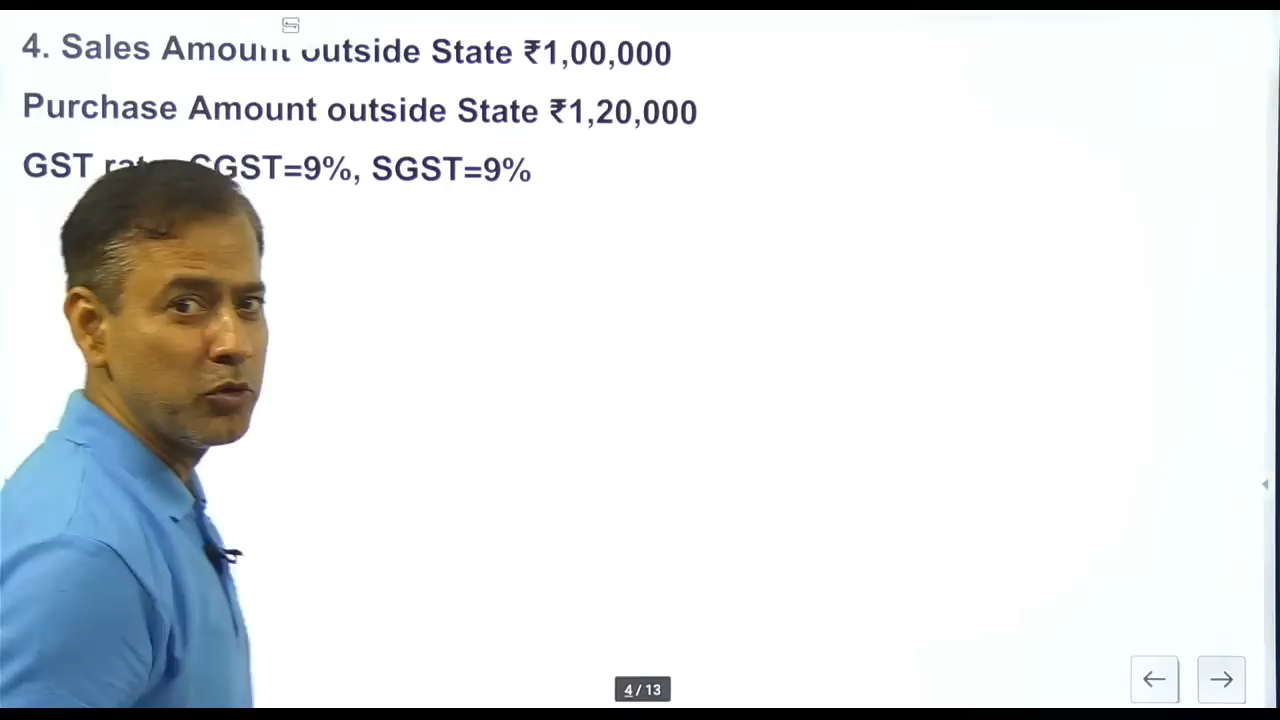 4. Sales Amount outside State ₹1,00,000
Purchase Amount outside State ₹1,20,000
GST CGST=9%, SGST=9%
4 / 13